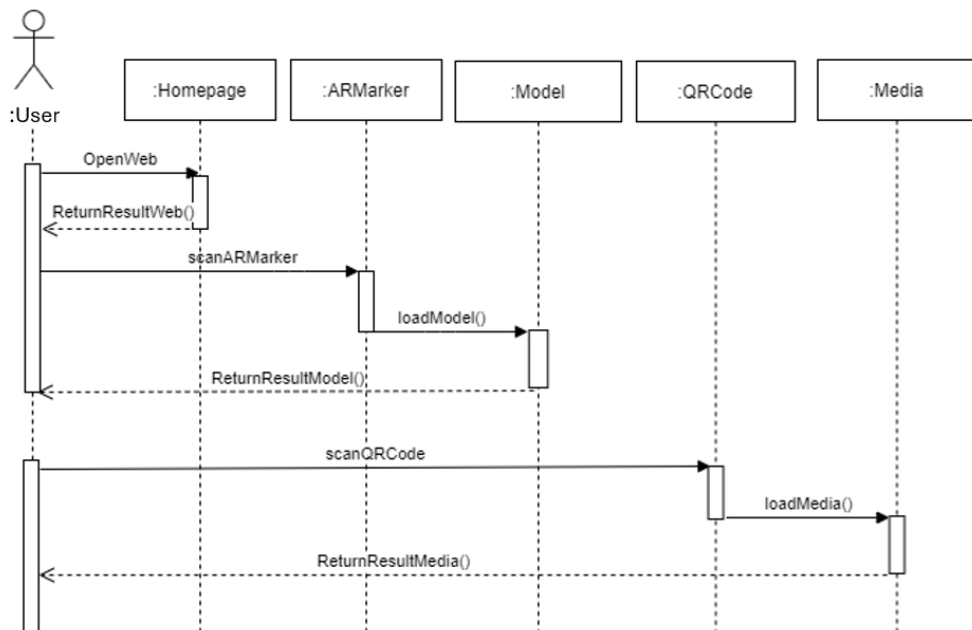 :Homepage
:ARMarker
:Model
:QRCode
:Media
:User
OpenWeb
ReturnResultWeb()
scanARMarker
loadModel()
ReturnResultModel()
scanQRCode
loadMedia()
ReturnResultMedia()